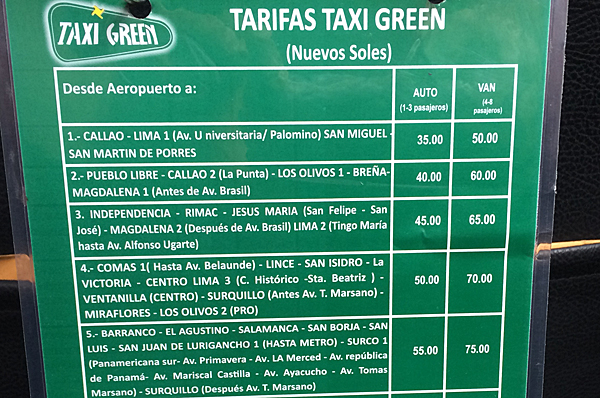 TAXI GREEN
TARIFAS TAXI GREEN
(Nuevos Soles)
Desde Aeropuerto a:
AUTO
(1-3 pasajeros)
VAN
(4-8
pasajeros)
1.- CALLAO - LIMA 1 (Av. U niversitaria/ Palomino) SAN MIGUEL -
SAN MARTIN DE PORRES
35.00
50.00
2.- PUEBLO LIBRE - CALLAO 2 (La Punta) - LOS OLIVOS 1 - BREÑA-
MAGDALENA 1 (Antes de Av. Brasil)
40.00
60.00
3. INDEPENDENCIA - RIMAC - JESUS MARIA (San Felipe - San
José) - MAGDALENA 2 (Después de Av. Brasil) LIMA 2 (Tingo María
hasta Av. Alfonso Ugarte)
45.00
65.00
4.- COMAS 1( Hasta Av. Belaunde) - LINCE - SAN ISIDRO - LA
VICTORIA - CENTRO LIMA 3 (C. Histórico -Sta. Beatriz ) -
VENTANILLA (CENTRO) - SURQUILLO (Antes Av. T. Marsano) -
MIRAFLORES - LOS OLIVOS 2 (PRO)
50.00
70.00
5.- BARRANCO - EL AGUSTINO - SALAMANCA - SAN BORJA - SAN
LUIS - SAN JUAN DE LURIGANCHO 1 (HASTA METRO) - SURCO 1
(Panamericana sur- Av. Primavera - Av. LA Merced - Av. república
de Panamá- Av. Mariscal Castilla - Av. Ayacucho - Av. Tomas
Marsano) - SURQUILLO (Después Av. T. Marsano)
55.00
75.00